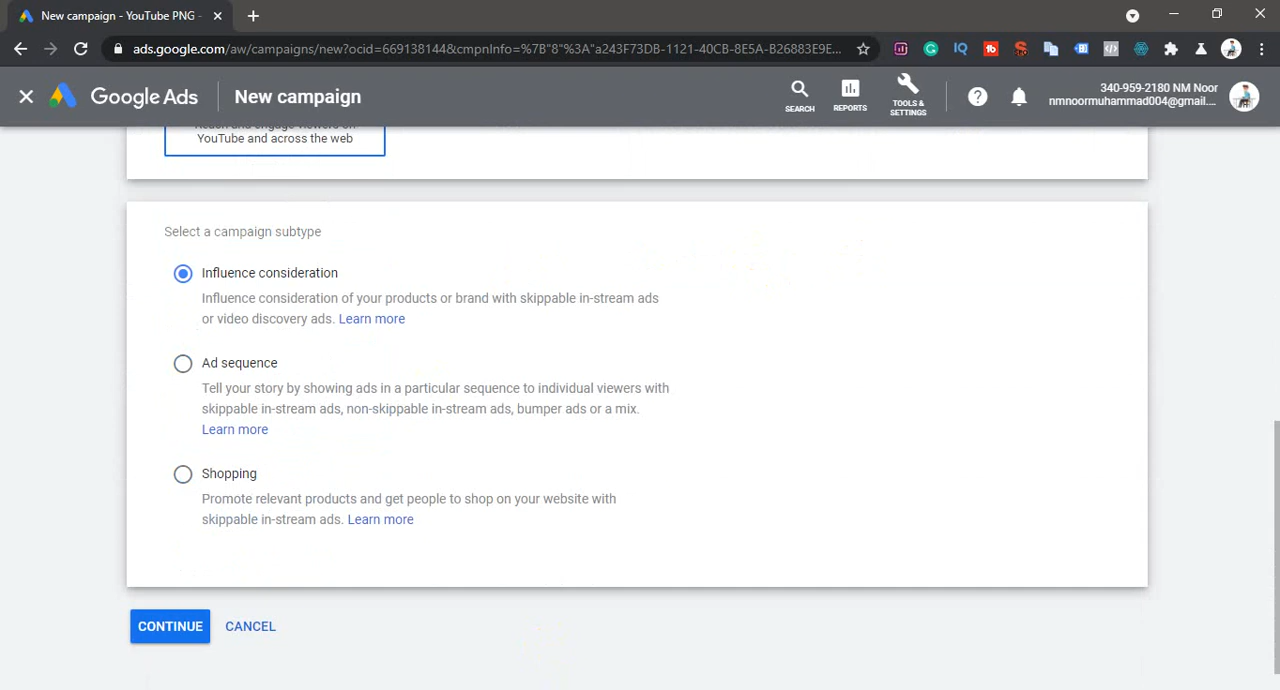 New campaign - YouTube PNG -
ads.google.com/aw/campaigns/new?ocid=669138144&cmpnInfo=%7B"8"%3A"a243F73DB-1121-40CB-8E5A-B26883E9E...
Google Ads
New campaign
SEARCH
REPORTS
TOOLS &
SETTINGS
340-959-2180 NM Noor
nmnoormuhammad004@gmail....
Reach and engage viewers on
YouTube and across the web
Select a campaign subtype
Influence consideration
Influence consideration of your products or brand with skippable in-stream ads
or video discovery ads. Learn more
Ad sequence
Tell your story by showing ads in a particular sequence to individual viewers with
skippable in-stream ads, non-skippable in-stream ads, bumper ads or a mix.
Learn more
Shopping
Promote relevant products and get people to shop on your website with
skippable in-stream ads. Learn more
CONTINUE
CANCEL